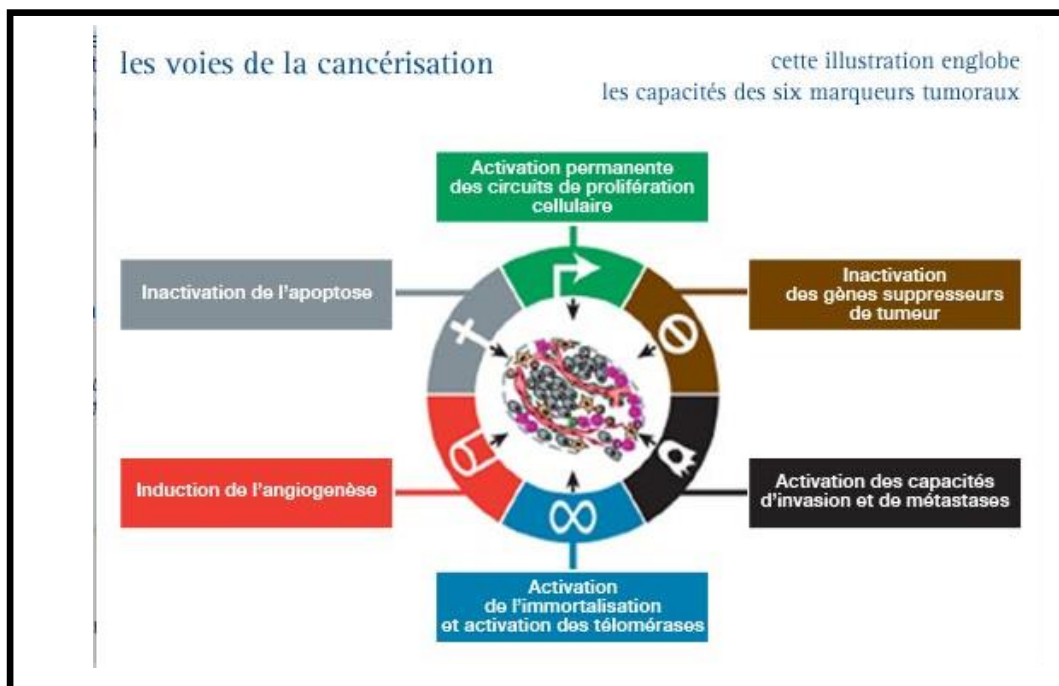 les voies de la cancérisation
cette illustration englobe
les capacités des six marqueurs tumoraux
Activation permanente
des circuits de prolifération
cellulaire
Inactivation de l'apoptose
Inactivation
des gènes suppresseurs
de tumeur
Induction de l'angiogenèse
Activation des capacités
d'invasion et de métastases
Activation
de l'immortalisation
et activation des télomérases